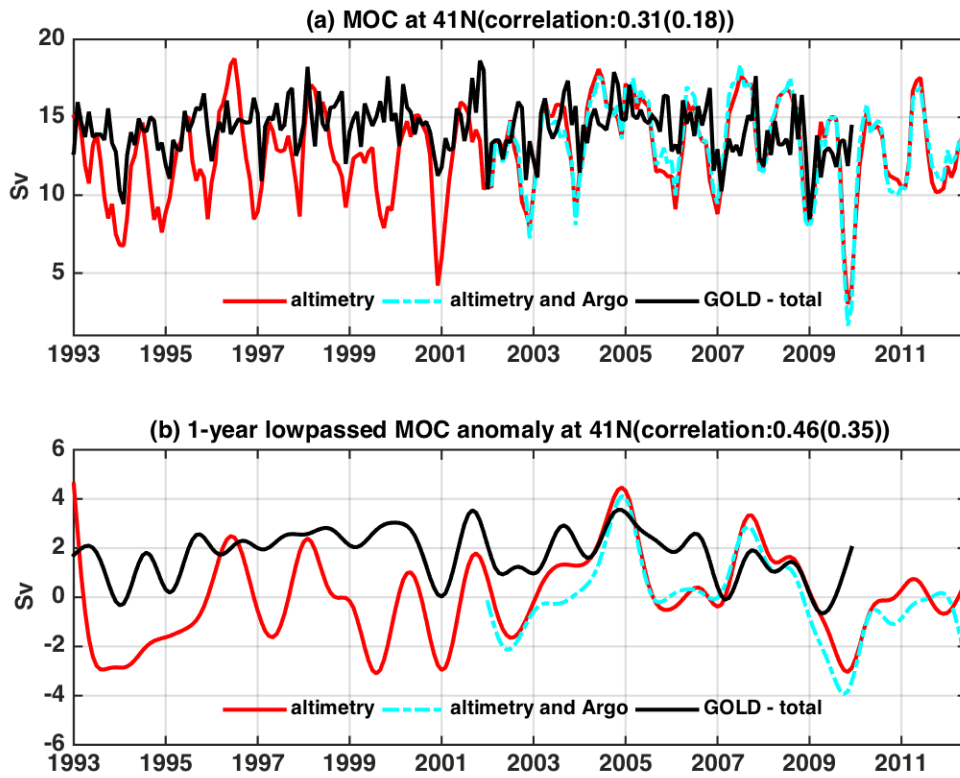 (a) MOC at 41N(correlation:0.31(0.18))
20
15
10
5
Sv
altimetry altimetry and Argo GOLD - total
1993 1995 1997 1999 2001 2003 2005 2007 2009 2011
(b) 1-year lowpassed MOC anomaly at 41N(correlation:0.46(0.35))
6
4
2
0
-2
-4
-6
Sv
altimetry altimetry and Argo GOLD - total
1993 1995 1997 1999 2001 2003 2005 2007 2009 2011